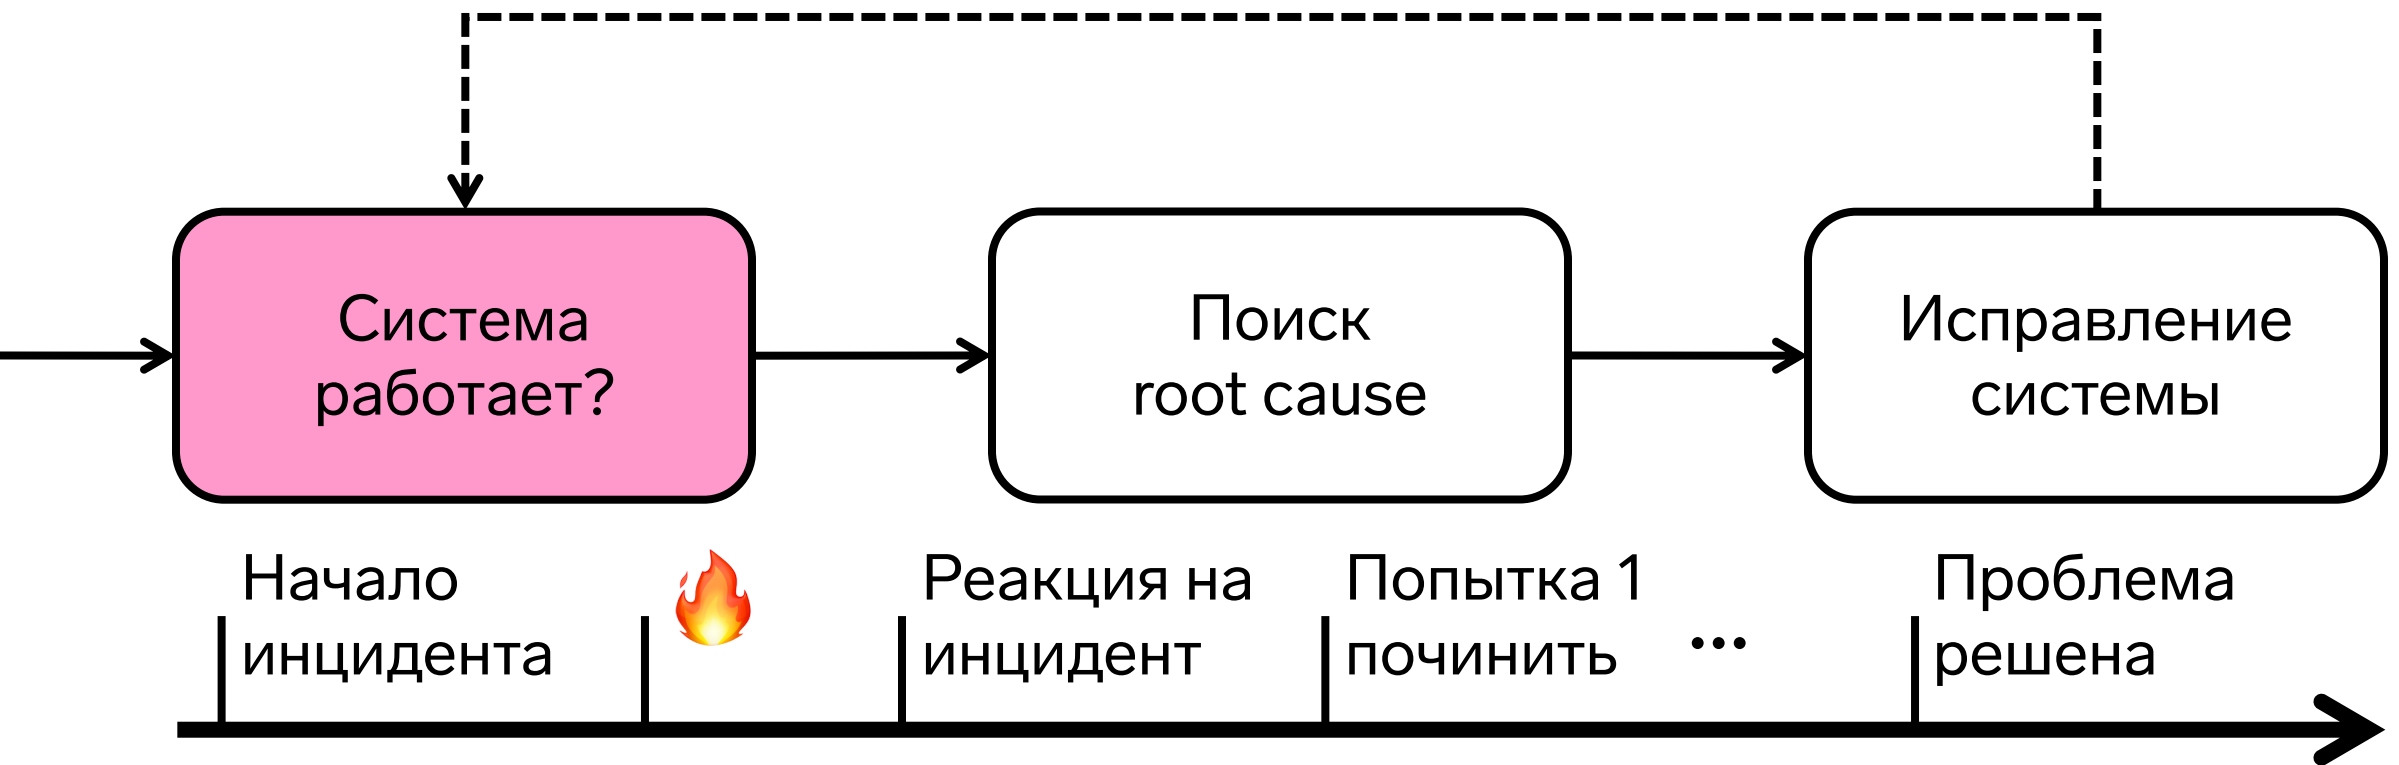 Система
работает?
Поиск
root cause
Исправление
системы
Начало
инцидента
Реакция на
инцидент
Попытка 1
починить
...
Проблема
решена